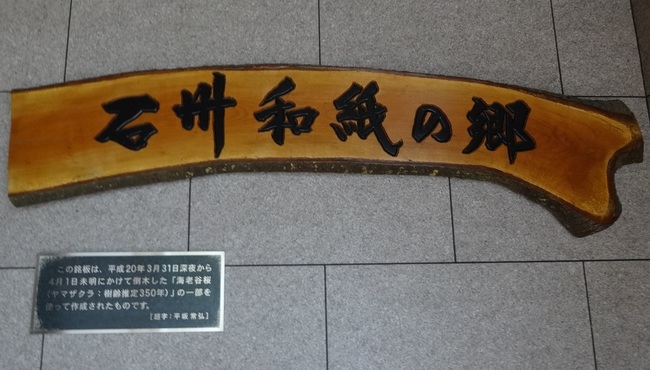 石州和紙の郷
この銘板は、平成20年3月31日深夜から
4月1日未明にかけて倒木した「海老谷桜
(ヤマザクラ:樹齢推定350年)」の一部を
使って作成されたものです。
[題字:平坂 常弘]